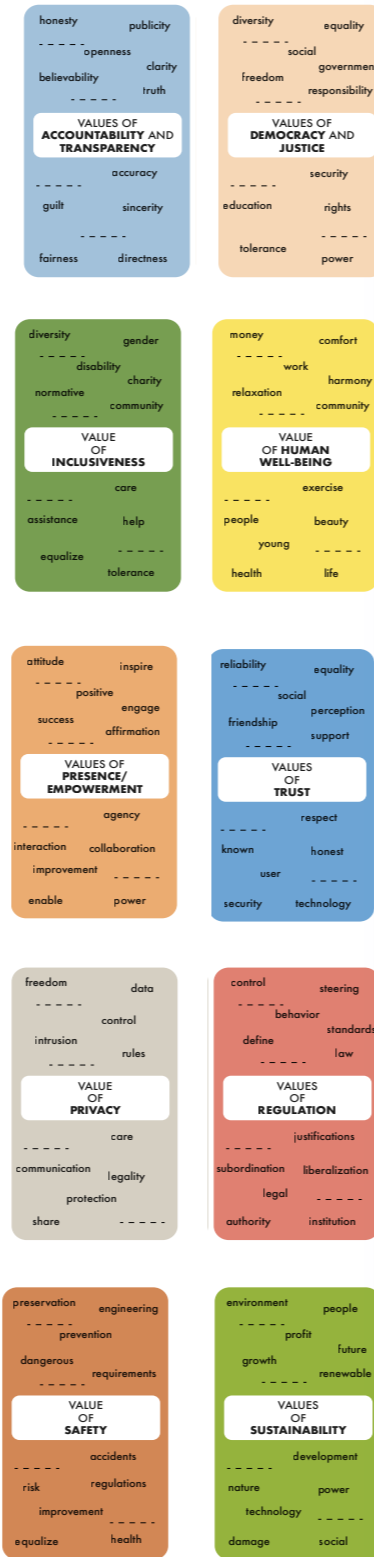 honesty publicity
openness
clarity
believability
truth
VALUES OF
ACCOUNTABILITY AND
TRANSPARENCY
accuracy
guilt sincerity
fairness directness
diversity equality
social
governmen
freedom
responsibility
VALUES OF
DEMOCRACY AND
JUSTICE
security
education rights
tolerance
power
diversity gender
disability
charity
normative
community
VALUE
OF
INCLUSIVENESS
care
assistance help
equalize
tolerance
money comfort
work
harmony
relaxation
community
VALUE
OF HUMAN
WELL-BEING
exercise
people beauty
young
health life
attitude inspire
positive
engage
success
affirmation
VALUES OF
PRESENCE/
EMPOWERMENT
agency
interaction collaboration
improvement
enable power
reliability equality
social
perception
friendship
support
VALUES
OF
TRUST
respect
known honest
user
security technology
freedom data
control
intrusion
rules
VALUE
OF
PRIVACY
care
communication legality
protection
share
control steering
behavior
standards
define
law
VALUES
OF
REGULATION
justifications
subordination liberalization
legal
authority institution
preservation engineering
prevention
dangerous
requirements
VALUE
OF
SAFETY
accidents
risk regulations
improvement
equalize health
environment people
profit
future
growth
renewable
VALUES
OF
SUSTAINABILITY
development
nature power
technology
damage social